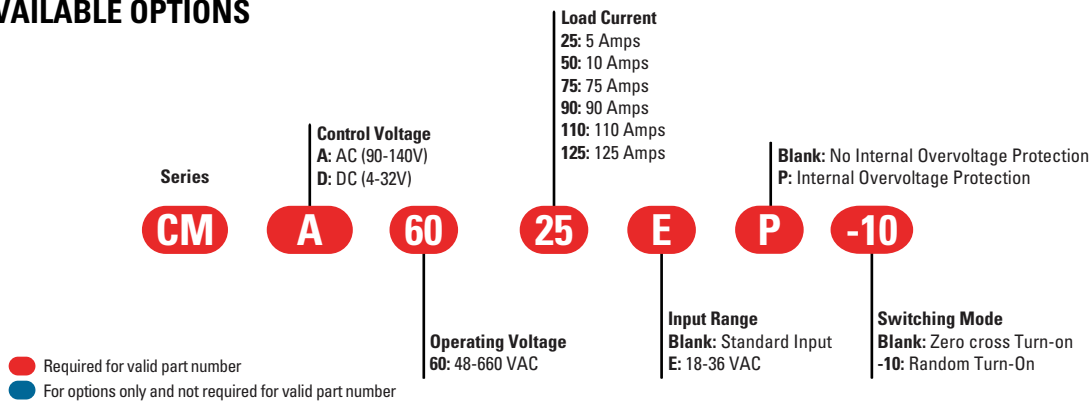 VAILABLE OPTIONS
Load Current
25: 5 Amps
50: 10 Amps
75: 75 Amps
90: 90 Amps
110: 110 Amps
125: 125 Amps
Control Voltage
A: AC (90-140V)
D: DC (4-32V)
Blank: No Internal Overvoltage Protection
P: Internal Overvoltage Protection
Series
CM A 60 25 E P -10
Operating Voltage
60: 48-660 VAC
Input Range
Blank: Standard Input
E: 18-36 VAC
Switching Mode
Blank: Zero cross Turn-on
-10: Random Turn-On
Required for valid part number
For options only and not required for valid part number